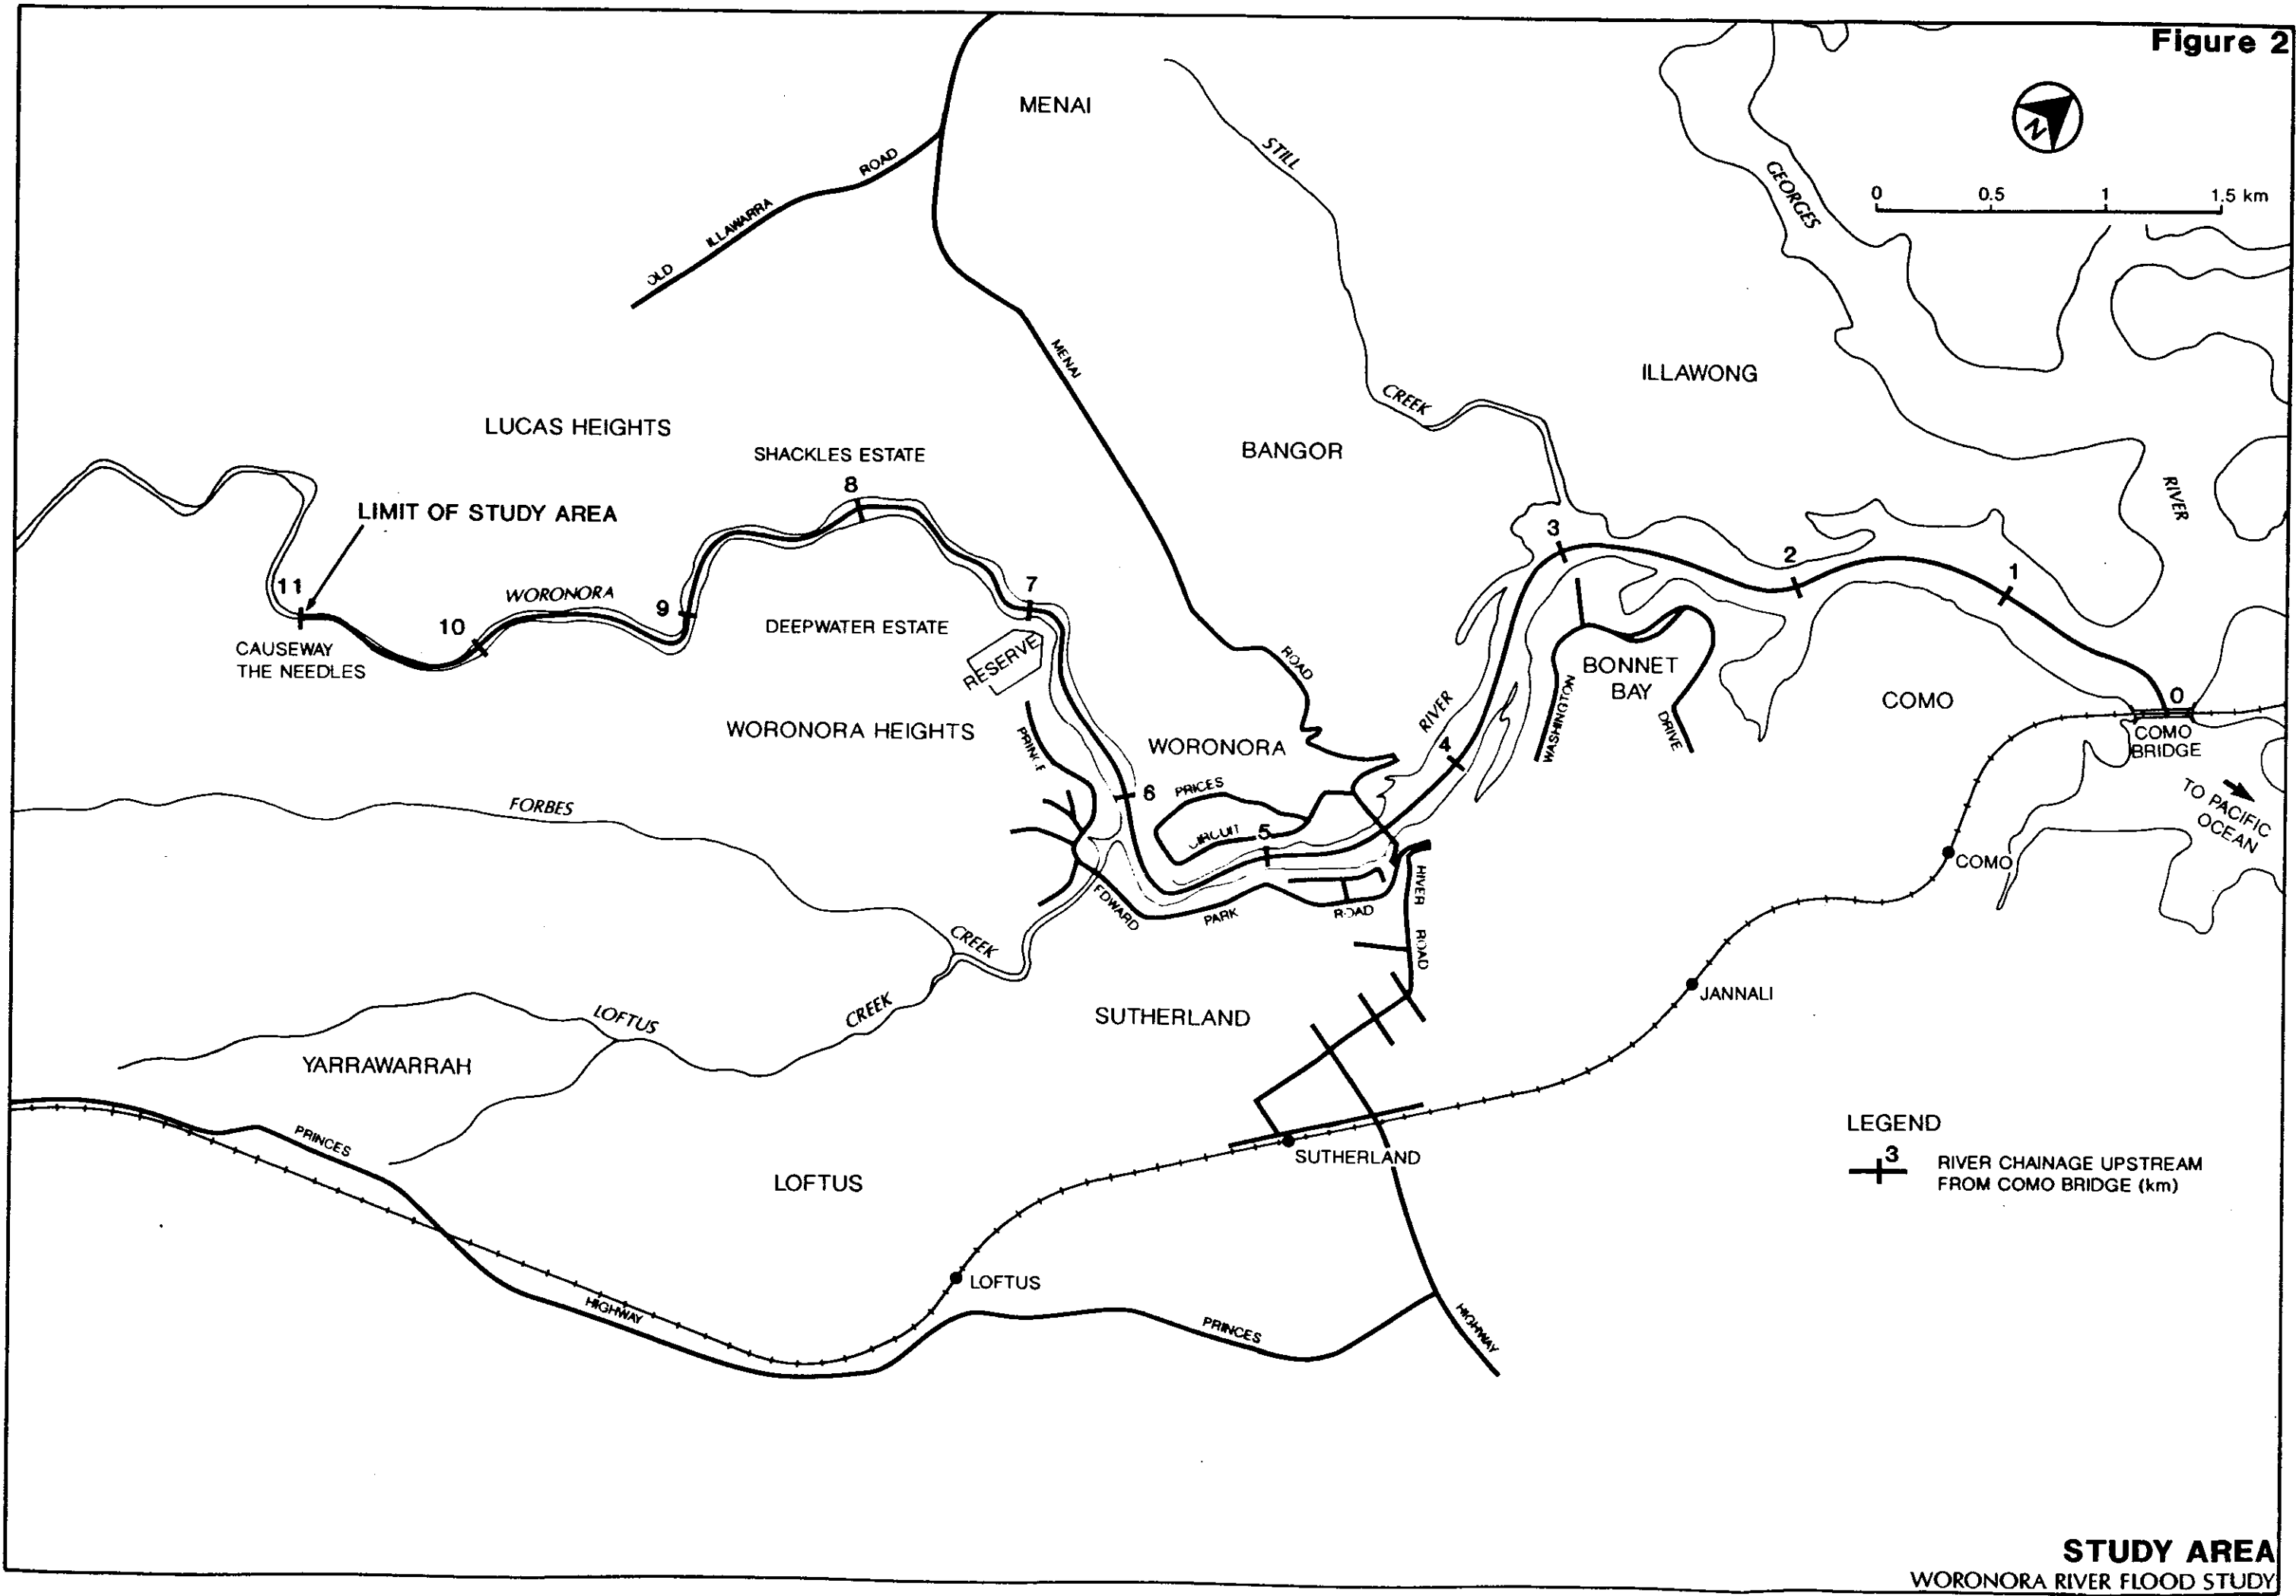 Figure 2
MENAI
N
STILL
ROAD
GEORGES
0 0.5 1 1.5 km
ILLAWARRA
OLD
MENAI
ILLAWONG
CREEK
LUCAS HEIGHTS
BANGOR
SHACKLES ESTATE
8
RIVER
LIMIT OF STUDY AREA
3
2
1
11
WORONORA
9
7
10
DEEPWATER ESTATE
CAUSEWAY
THE NEEDLES
RESERVE
ROAD
BONNET
BAY
WASHINGTON
DRIVE
COMO
0
RIVER
WORONORA HEIGHTS
PRINCE
WORONORA
4
COMO
BRIDGE
6
PRICES
TO PACIFIC
OCEAN
FORBES
CIRCUIT
5
COMO
EDWARD
PARK
ROAD
RIVER
ROAD
CREEK
JANNALI
LOFTUS
CREEK
SUTHERLAND
YARRAWARRAH
PRINCES
SUTHERLAND
LOFTUS
LEGEND
3
RIVER CHAINAGE UPSTREAM
FROM COMO BRIDGE (km)
LOFTUS
HIGHWAY
PRINCES
HIGHWAY
STUDY AREA
WORONORA RIVER FLOOD STUDY